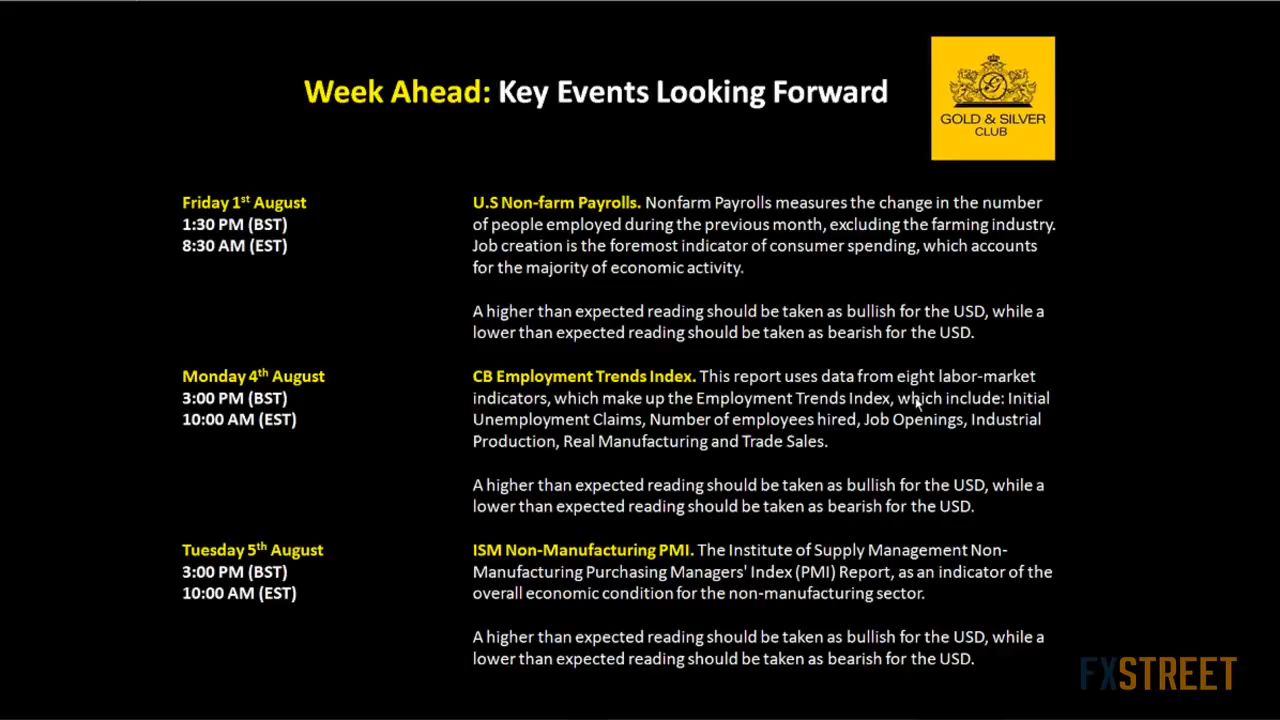 Week Ahead: Key Events Looking Forward
GOLD & SILVER
CLUB
Friday 1st August
1:30 PM (BST)
8:30 AM (EST)
U.S Non-farm Payrolls. Nonfarm Payrolls measures the change in the number
of people employed during the previous month, excluding the farming industry.
Job creation is the foremost indicator of consumer spending, which accounts
for the majority of economic activity.
A higher than expected reading should be taken as bullish for the USD, while a
lower than expected reading should be taken as bearish for the USD.
Monday 4th August
3:00 PM (BST)
10:00 AM (EST)
CB Employment Trends Index. This report uses data from eight labor-market
indicators, which make up the Employment Trends Index, which include: Initial
Unemployment Claims, Number of employees hired, Job Openings, Industrial
Production, Real Manufacturing and Trade Sales.
A higher than expected reading should be taken as bullish for the USD, while a
lower than expected reading should be taken as bearish for the USD.
Tuesday 5th August
3:00 PM (BST)
10:00 AM (EST)
ISM Non-Manufacturing PMI. The Institute of Supply Management Non-
Manufacturing Purchasing Managers' Index (PMI) Report, as an indicator of the
overall economic condition for the non-manufacturing sector.
A higher than expected reading should be taken as bullish for the USD, while a
lower than expected reading should be taken as bearish for the USD.
FXSTREET